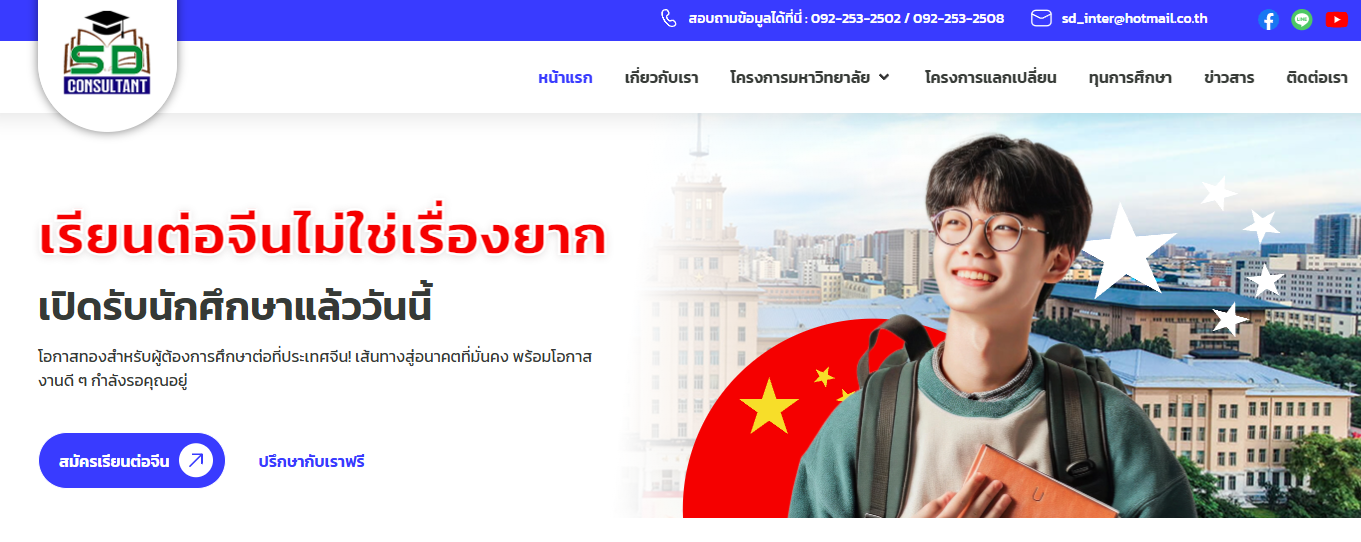 สอบถามข้อมูลได้ที่นี่ : 092-253-2502 / 092-253-2508
sd_inter@hotmail.co.th
LINE
SD
CONSULTANT
หน้าแรก
เกี่ยวกับเรา
โครงการมหาวิทยาลัย
โครงการแลกเปลี่ยน
ทุนการศึกษา
ข่าวสาร
ติดต่อเรา
เรียนต่อจีนไม่ใช่เรื่องยาก
เปิดรับนักศึกษาแล้ววันนี้
โอกาสทองสำหรับผู้ต้องการศึกษาต่อที่ประเทศจีน! เส้นทางสู่อนาคตที่มั่นคง พร้อมโอกาส
งานดี ๆ กำลังรอคุณอยู่
สมัครเรียนต่อจีน
ปรึกษากับเราฟรี